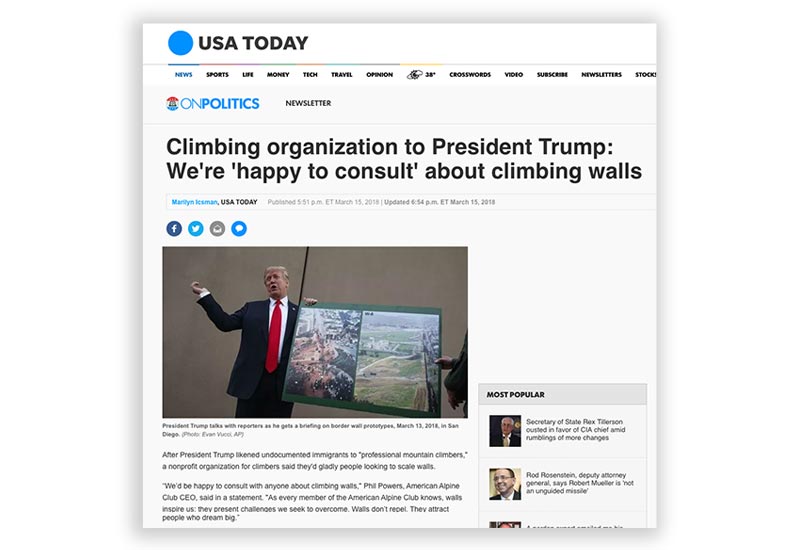 USA TODAY
NEWS SPORTS LIFE MONEY TECH TRAVEL OPINION 38° CROSSWORDS VIDEO SUBSCRIBE NEWSLETTERS STOCKS
ONPOLITICS NEWSLETTER
Climbing organization to President Trump:
We're 'happy to consult' about climbing walls
Marilyn Icsman, USA TODAY Published 5:51 p.m. ET March 15, 2018 | Updated 6:54 p.m. ET March 15, 2018
President Trump talks with reporters as he gets a briefing on border wall prototypes, March 13, 2018, in San
Diego. (Photo: Evan Vucci, AP)
After President Trump likened undocumented immigrants to "professional mountain climbers,"
a nonprofit organization for climbers said they'd gladly people looking to scale walls.
"We'd be happy to consult with anyone about climbing walls," Phil Powers, American Alpine
Club CEO, said in a statement. "As every member of the American Alpine Club knows, walls
inspire us: they present challenges we seek to overcome. Walls don't repel. They attract
people who dream big."
MOST POPULAR
Secretary of State Rex Tillerson
ousted in favor of CIA chief amid
rumblings of more changes
Rod Rosenstein, deputy attorney
general, says Robert Mueller is 'not
an unguided missile'